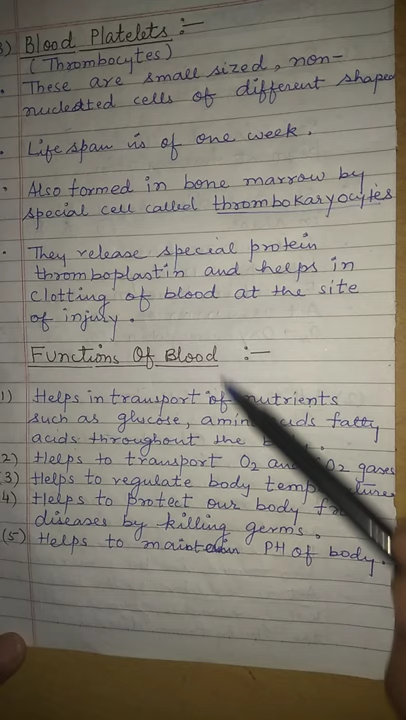 3) Blood Platelets :-
(Thrombocytes)
• These are small sized, non-
nucleated cells of different shaped
• Life span is of one week.
• Also formed in bone marrow by
special cell called thrombokaryocytes
• They release special protein
thromboplastin and helps in
clotting of blood at the site
of injury.
Functions Of Blood :-
1) Helps in transport of nutrients
such as glucose, amino acids fatty
acids throughout the
(2) Helps to transport O2 and CO2 gases
(3) Helps to regulate body temperature
4) Helps to protect our body
diseases by killing germs.
(5) Helps to maintain PH of body.